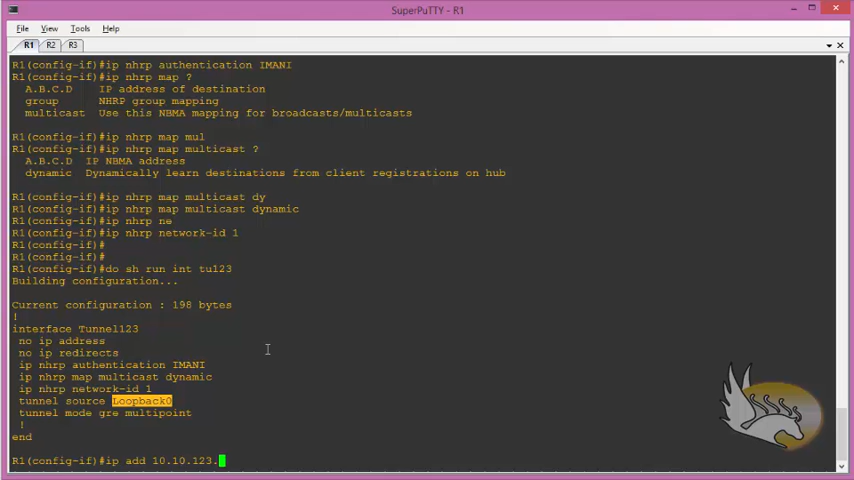 SuperPuTTY - R1
File View Tools Help
R1 R2 R3
R1(config-if)#ip nhrp authentication IMANI
R1(config-if)#ip nhrp map ?
A.B.C.D IP address of destination
group NHRP group mapping
multicast Use this NBMA mapping for broadcasts/multicasts
R1(config-if)#ip nhrp map mul
R1(config-if)#ip nhrp map multicast ?
A.B.C.D IP NBMA address
dynamic Dynamically learn destinations from client registrations on hub
R1(config-if)#ip nhrp map multicast dy
R1(config-if)#ip nhrp map multicast dynamic
R1(config-if)#ip nhrp ne
R1(config-if)#ip nhrp network-id 1
R1(config-if)#
R1(config-if)#
R1(config-if)#do sh run int tu123
Building configuration...
Current configuration : 198 bytes
!
interface Tunnel123
no ip address
no ip redirects
ip nhrp authentication IMANI
ip nhrp map multicast dynamic
ip nhrp network-id 1
tunnel source Loopback0
tunnel mode gre multipoint
!
end
R1(config-if)#ip add 10.10.123.